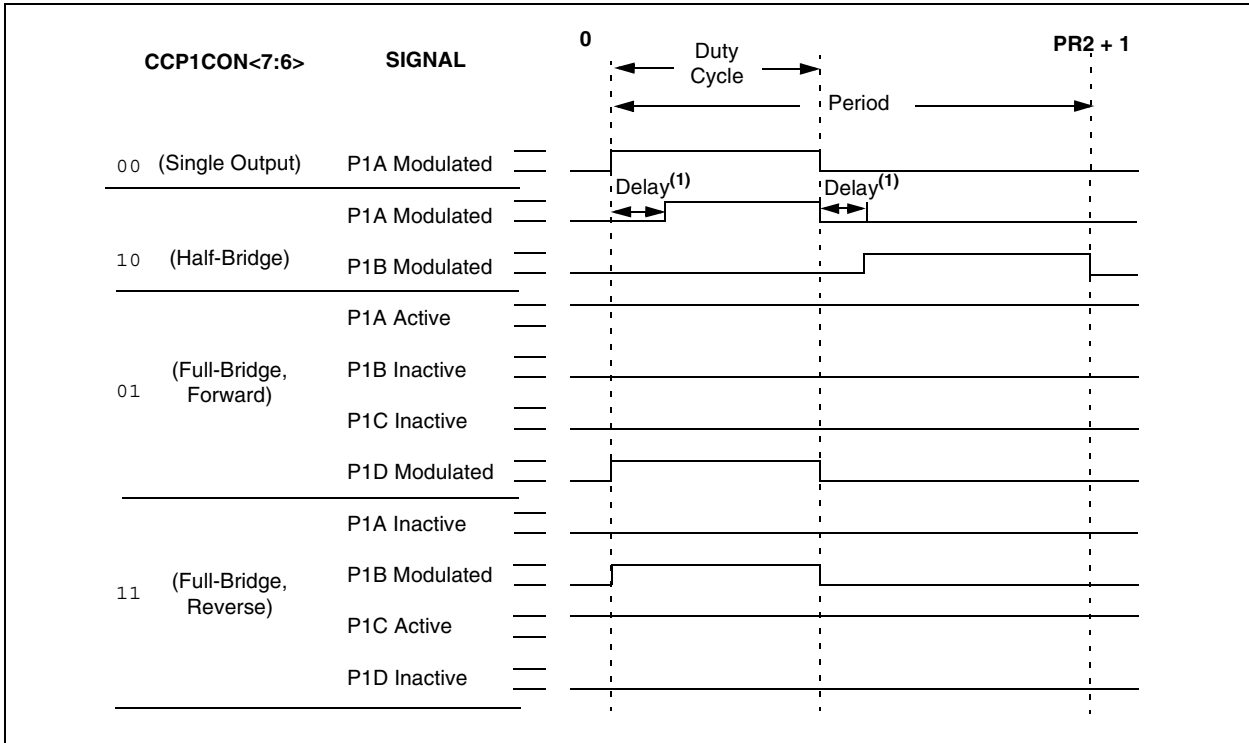 CCP1CON<7:6>
SIGNAL
0
PR2 + 1
Duty
Cycle
Period
00 (Single Output) P1A Modulated
Delay(1)
Delay(1)
P1A Modulated
10 (Half-Bridge)
P1B Modulated
P1A Active
(Full-Bridge,
Forward)
01
P1B Inactive
P1C Inactive
P1D Modulated
P1A Inactive
P1B Modulated
(Full-Bridge,
Reverse)
11
P1C Active
P1D Inactive